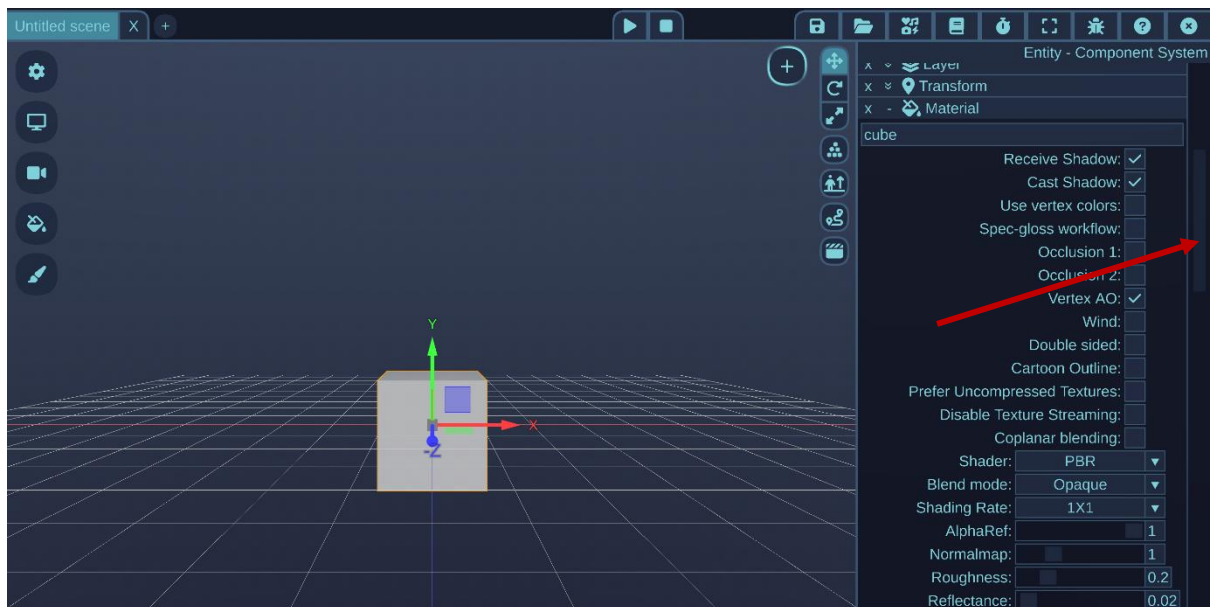 Untitled scene X +
Entity - Component System
x Layer
x Transform
x - Material
cube
Receive Shadow:
Cast Shadow:
Use vertex colors:
Spec-gloss workflow:
Occlusion 1:
Occlusion 2:
Vertex AO:
Wind:
Double sided:
Cartoon Outline:
Prefer Uncompressed Textures:
Disable Texture Streaming:
Coplanar blending:
Shader: PBR
Blend mode: Opaque
Shading Rate: 1X1
AlphaRef: 1
Normalmap: 1
Roughness: 0.2
Reflectance: 0.02
Y
X
-Z